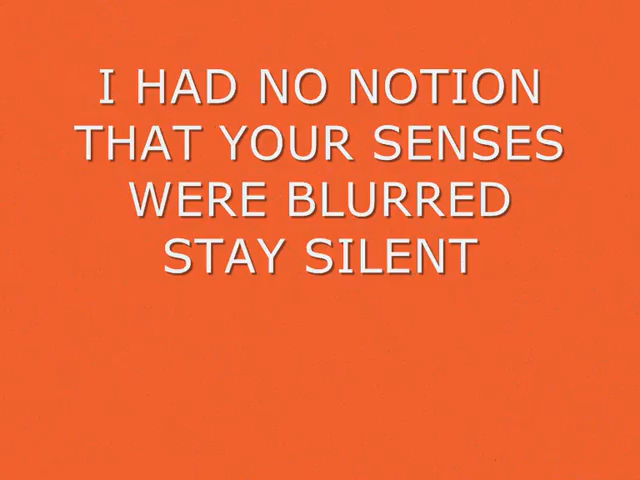 I HAD NO NOTION
THAT YOUR SENSES
WERE BLURRED
STAY SILENT